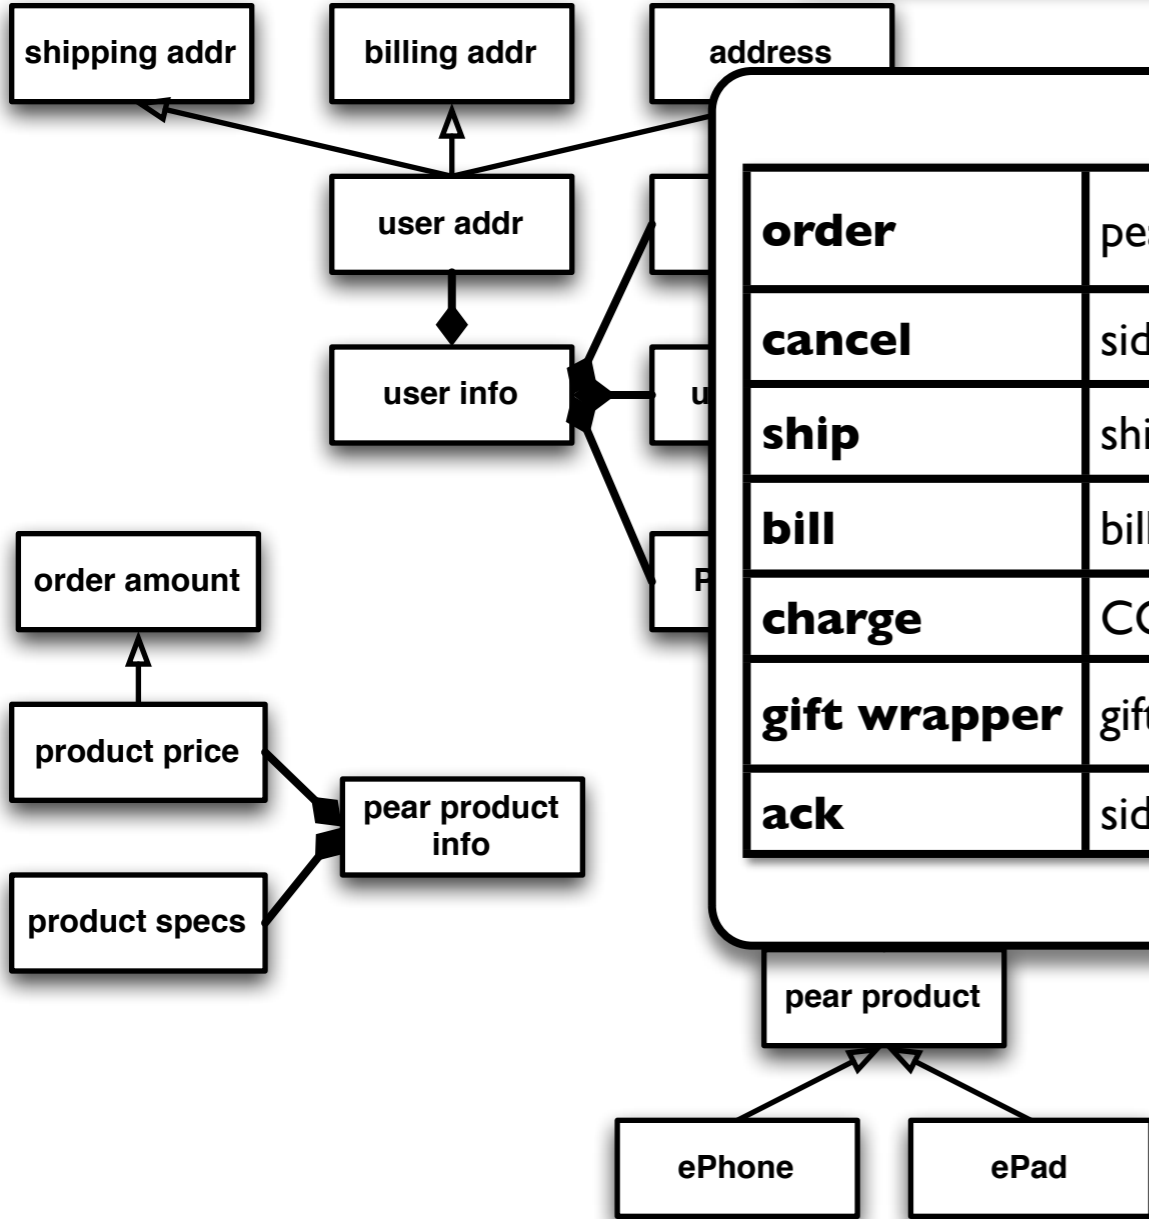 shipping addr
billing addr
address
user addr
user info
order
cancel
ship
bill
charge
gift wrapper
ack
order amount
product price
pear product
info
product specs
pear product
ePhone
ePad